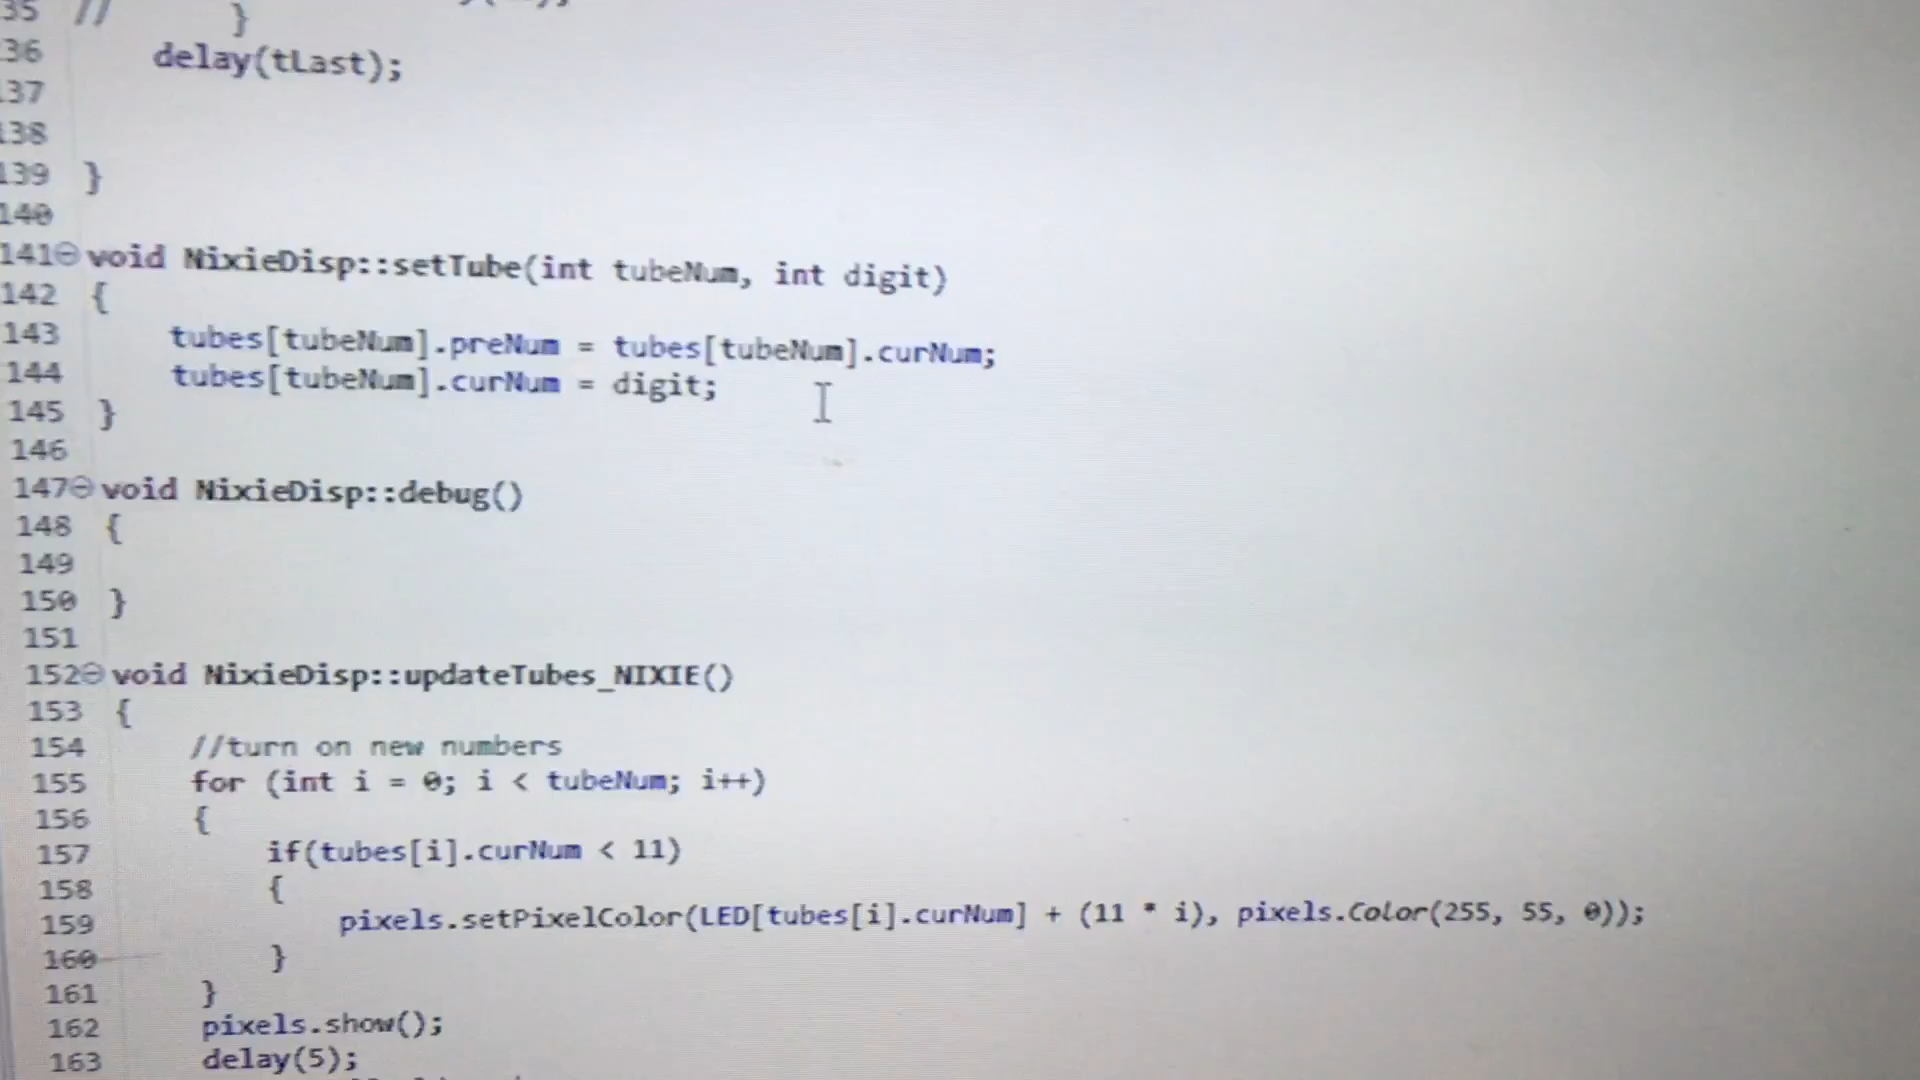 35 // }
36 delay(tLast);
137
138
139 }
140
141 void NixieDisp::setTube(int tubeNum, int digit)
142 {
143 tubes[tubeNum].preNum = tubes[tubeNum].curNum;
144 tubes[tubeNum].curNum = digit;
145 }
146
147 void NixieDisp::debug()
148 {
149
150 }
151
152 void NixieDisp::updateTubes_NIXIE()
153 {
154 //turn on new numbers
155 for (int i = 0; i < tubeNum; i++)
156 {
157 if(tubes[i].curNum < 11)
158 {
159 pixels.setPixelColor(LED[tubes[i].curNum] + (11 * i), pixels.Color(255, 55, 0));
160 }
161 }
162 pixels.show();
163 delay(5);